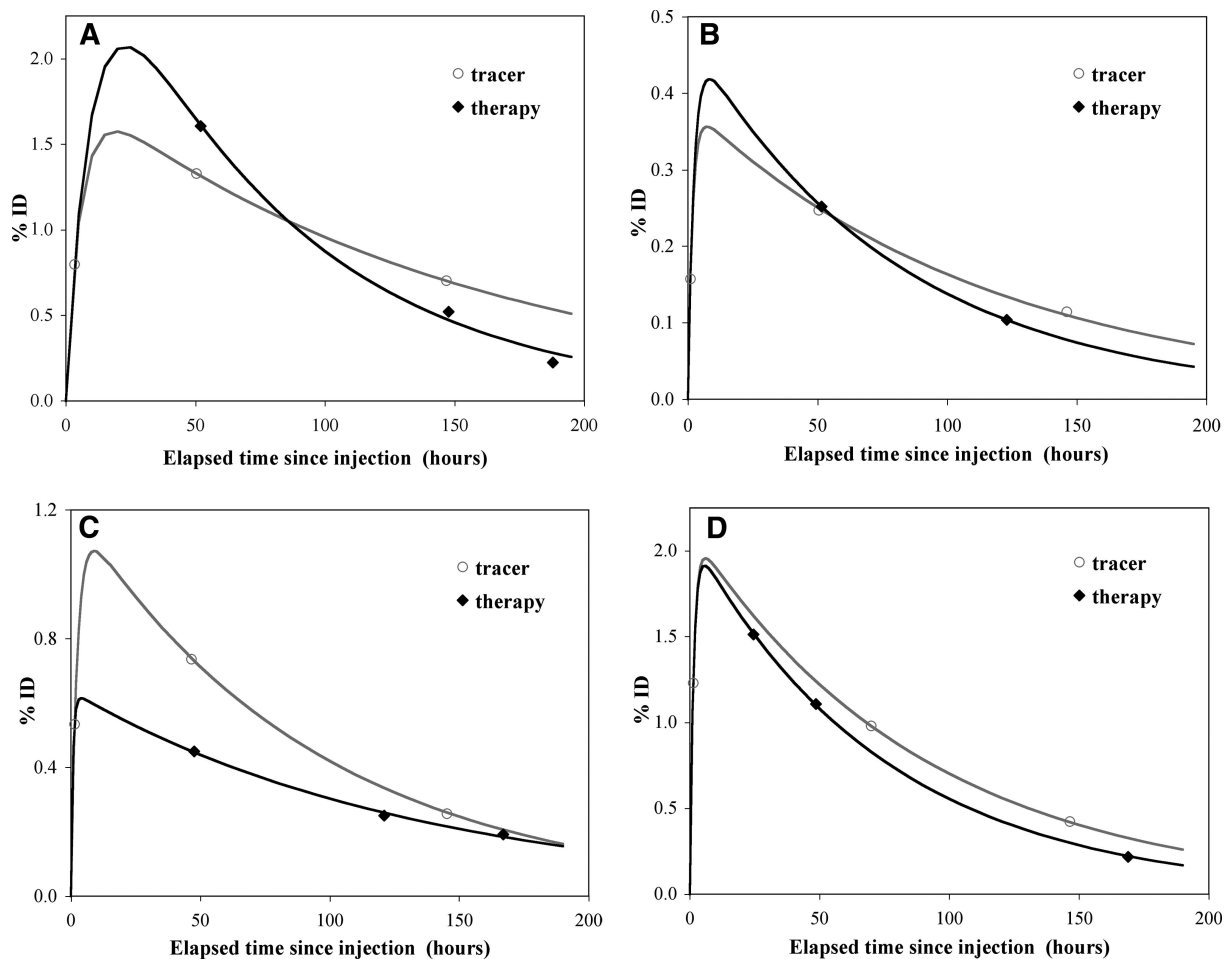 A
% ID
2.0
1.5
1.0
0.5
0.0
tracer
therapy
0 50 100 150 200
Elapsed time since injection (hours)
B
% ID
0.5
0.4
0.3
0.2
0.1
0.0
tracer
therapy
0 50 100 150 200
Elapsed time since injection (hours)
C
% ID
1.2
0.8
0.4
0.0
tracer
therapy
0 50 100 150 200
Elapsed time since injection (hours)
D
% ID
2.0
1.5
1.0
0.5
0.0
tracer
therapy
0 50 100 150 200
Elapsed time since injection (hours)